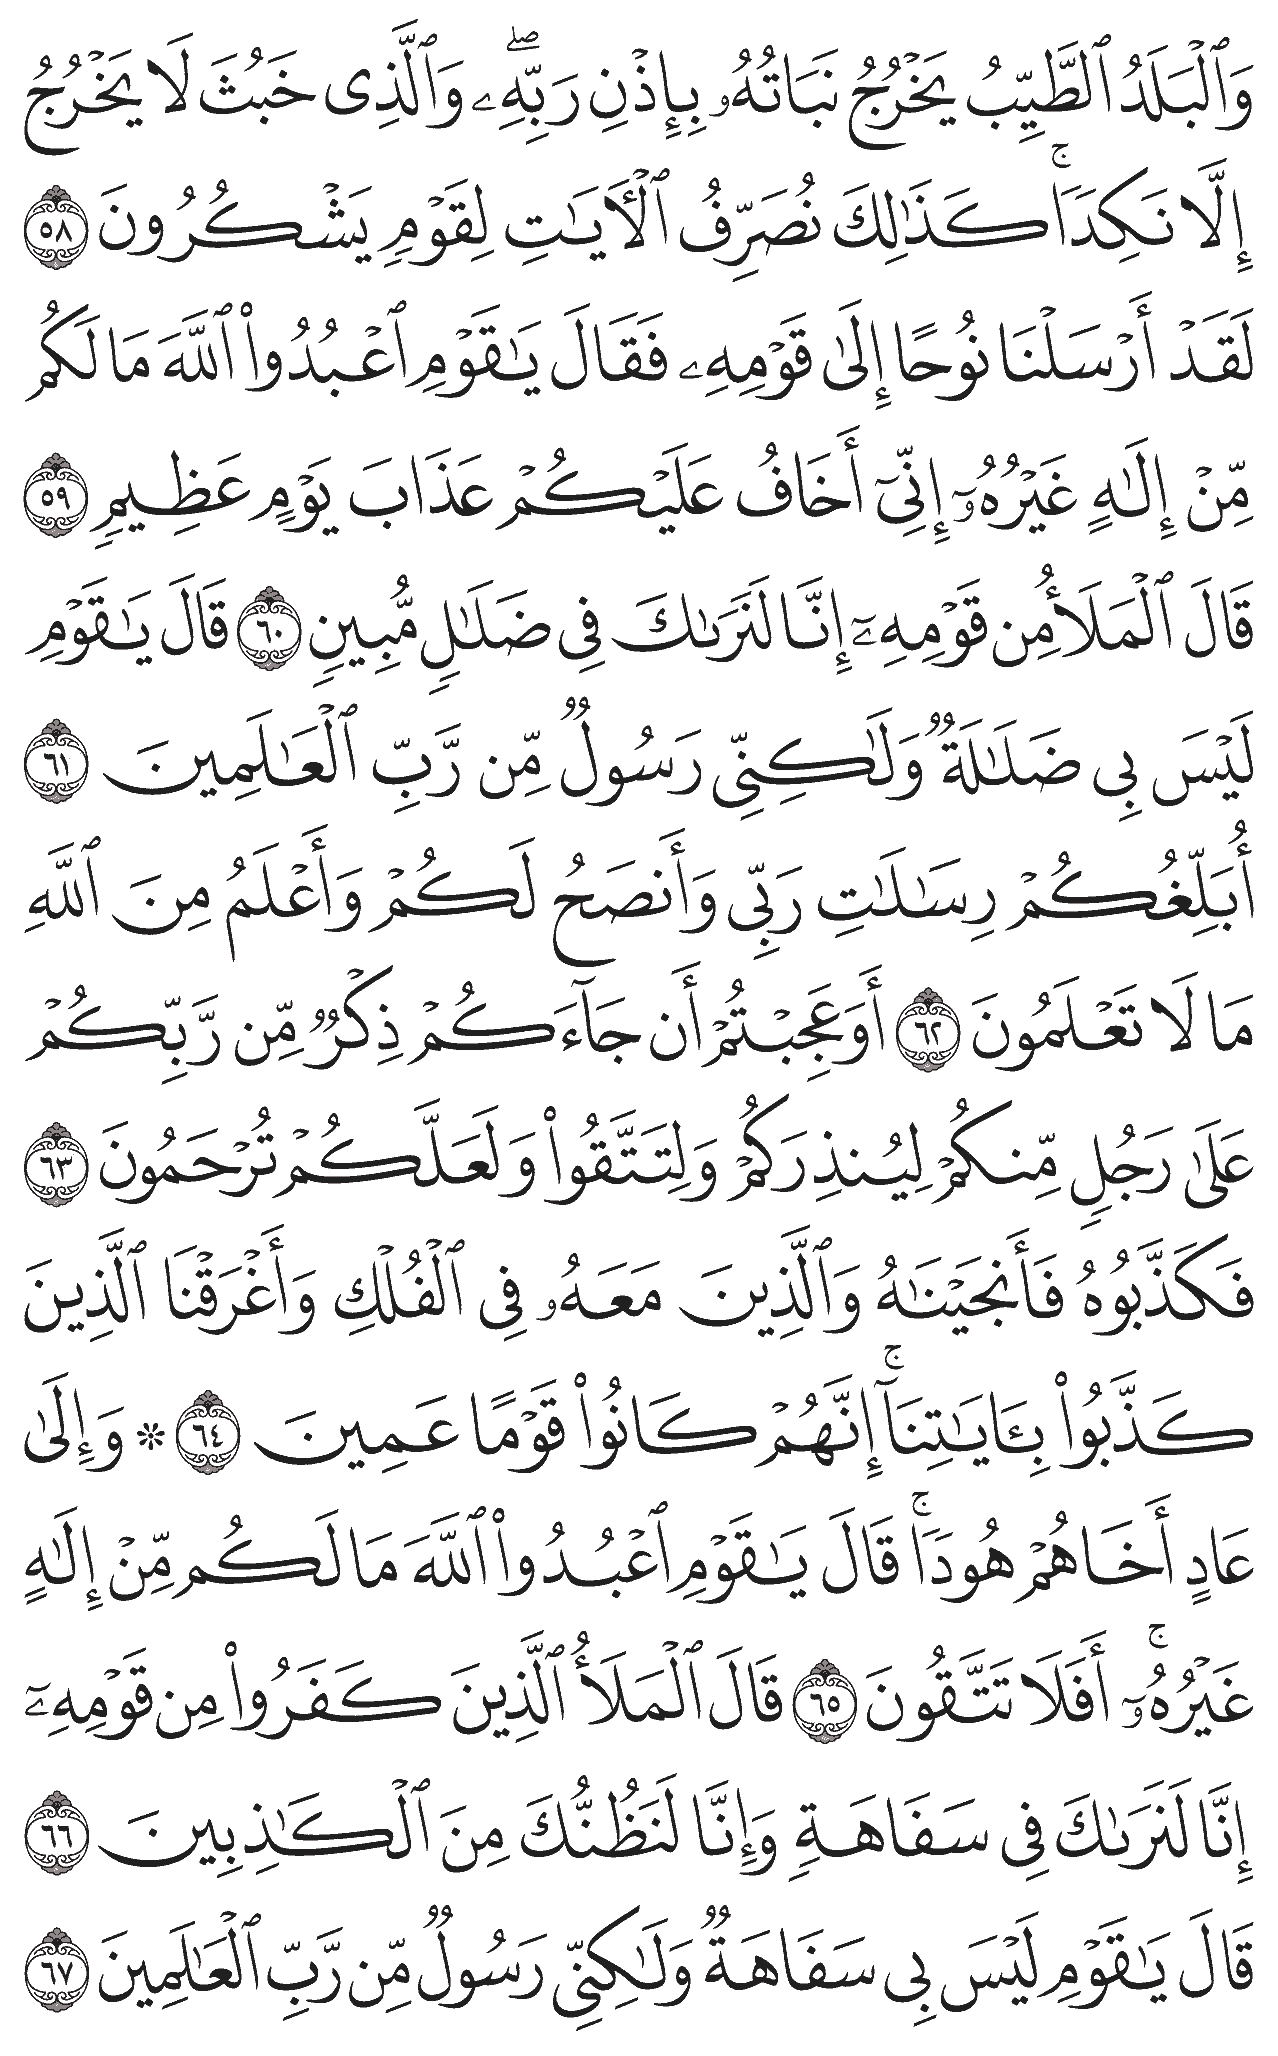 وَٱلْبَلَدُ ٱلطَّيِّبُ يَخْرُجُ نَبَاتُهُۥ بِإِذْنِ رَبِّهِۦۖ وَٱلَّذِى خَبُثَ لَا يَخْرُجُ
إِلَّا نَكِدًاۚ كَذَٰلِكَ نُصَرِّفُ ٱلْـَٔايَـٰتِ لِقَوْمٍ يَشْكُرُونَ ٥٨
لَقَدْ أَرْسَلْنَا نُوحًا إِلَىٰ قَوْمِهِۦ فَقَالَ يَـٰقَوْمِ ٱعْبُدُوا۟ ٱللَّهَ مَا لَكُم
مِّنْ إِلَـٰهٍ غَيْرُهُۥٓ إِنِّىٓ أَخَافُ عَلَيْكُمْ عَذَابَ يَوْمٍ عَظِيمٍ ٥٩
قَالَ ٱلْمَلَأُ مِن قَوْمِهِۦٓ إِنَّا لَنَرَىٰكَ فِى ضَلَـٰلٍ مُّبِينٍ ٦٠ قَالَ يَـٰقَوْمِ
لَيْسَ بِى ضَلَـٰلَةٌ وَلَـٰكِنِّى رَسُولٌ مِّن رَّبِّ ٱلْعَـٰلَمِينَ ٦١
أُبَلِّغُكُمْ رِسَـٰلَـٰتِ رَبِّى وَأَنصَحُ لَكُمْ وَأَعْلَمُ مِنَ ٱللَّهِ
مَا لَا تَعْلَمُونَ ٦٢ أَوَعَجِبْتُمْ أَن جَآءَكُمْ ذِكْرٌ مِّن رَّبِّكُمْ
عَلَىٰ رَجُلٍ مِّنكُمْ لِيُنذِرَكُمْ وَلِتَتَّقُوا۟ وَلَعَلَّكُمْ تُرْحَمُونَ ٦٣
فَكَذَّبُوهُ فَأَنجَيْنَـٰهُ وَٱلَّذِينَ مَعَهُۥ فِى ٱلْفُلْكِ وَأَغْرَقْنَا ٱلَّذِينَ
كَذَّبُوا۟ بِـَٔايَـٰتِنَآۚ إِنَّهُمْ كَانُوا۟ قَوْمًا عَمِينَ ٦٤ ۞ وَإِلَىٰ
عَادٍ أَخَاهُمْ هُودًاۚ قَالَ يَـٰقَوْمِ ٱعْبُدُوا۟ ٱللَّهَ مَا لَكُم مِّنْ إِلَـٰهٍ
غَيْرُهُۥٓۚ أَفَلَا تَتَّقُونَ ٦٥ قَالَ ٱلْمَلَأُ ٱلَّذِينَ كَفَرُوا۟ مِن قَوْمِهِۦٓ
إِنَّا لَنَرَىٰكَ فِى سَفَاهَةٍ وَإِنَّا لَنَظُنُّكَ مِنَ ٱلْكَـٰذِبِينَ ٦٦
قَالَ يَـٰقَوْمِ لَيْسَ بِى سَفَاهَةٌ وَلَـٰكِنِّى رَسُولٌ مِّن رَّبِّ ٱلْعَـٰلَمِينَ ٦٧